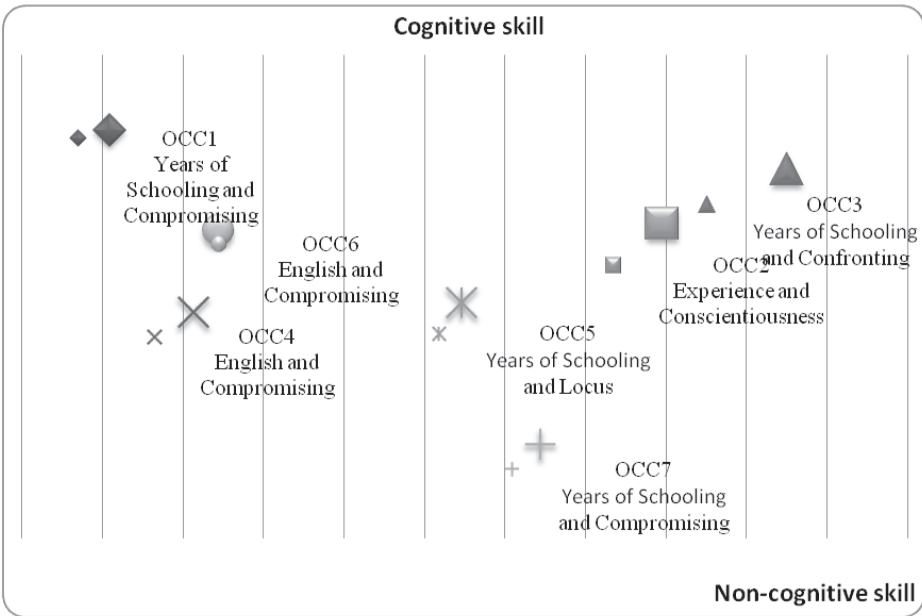 Cognitive skill
OCC1
Years of
Schooling and
Compromising
OCC6
English and
Compromising
OCC4
English and
Compromising
OCC5
Years of Schooling
and Locus
OCC3
Years of Schooling
and Confronting
OCC2
Experience and
Conscientiousness
OCC7
Years of Schooling
and Compromising
Non-cognitive skill